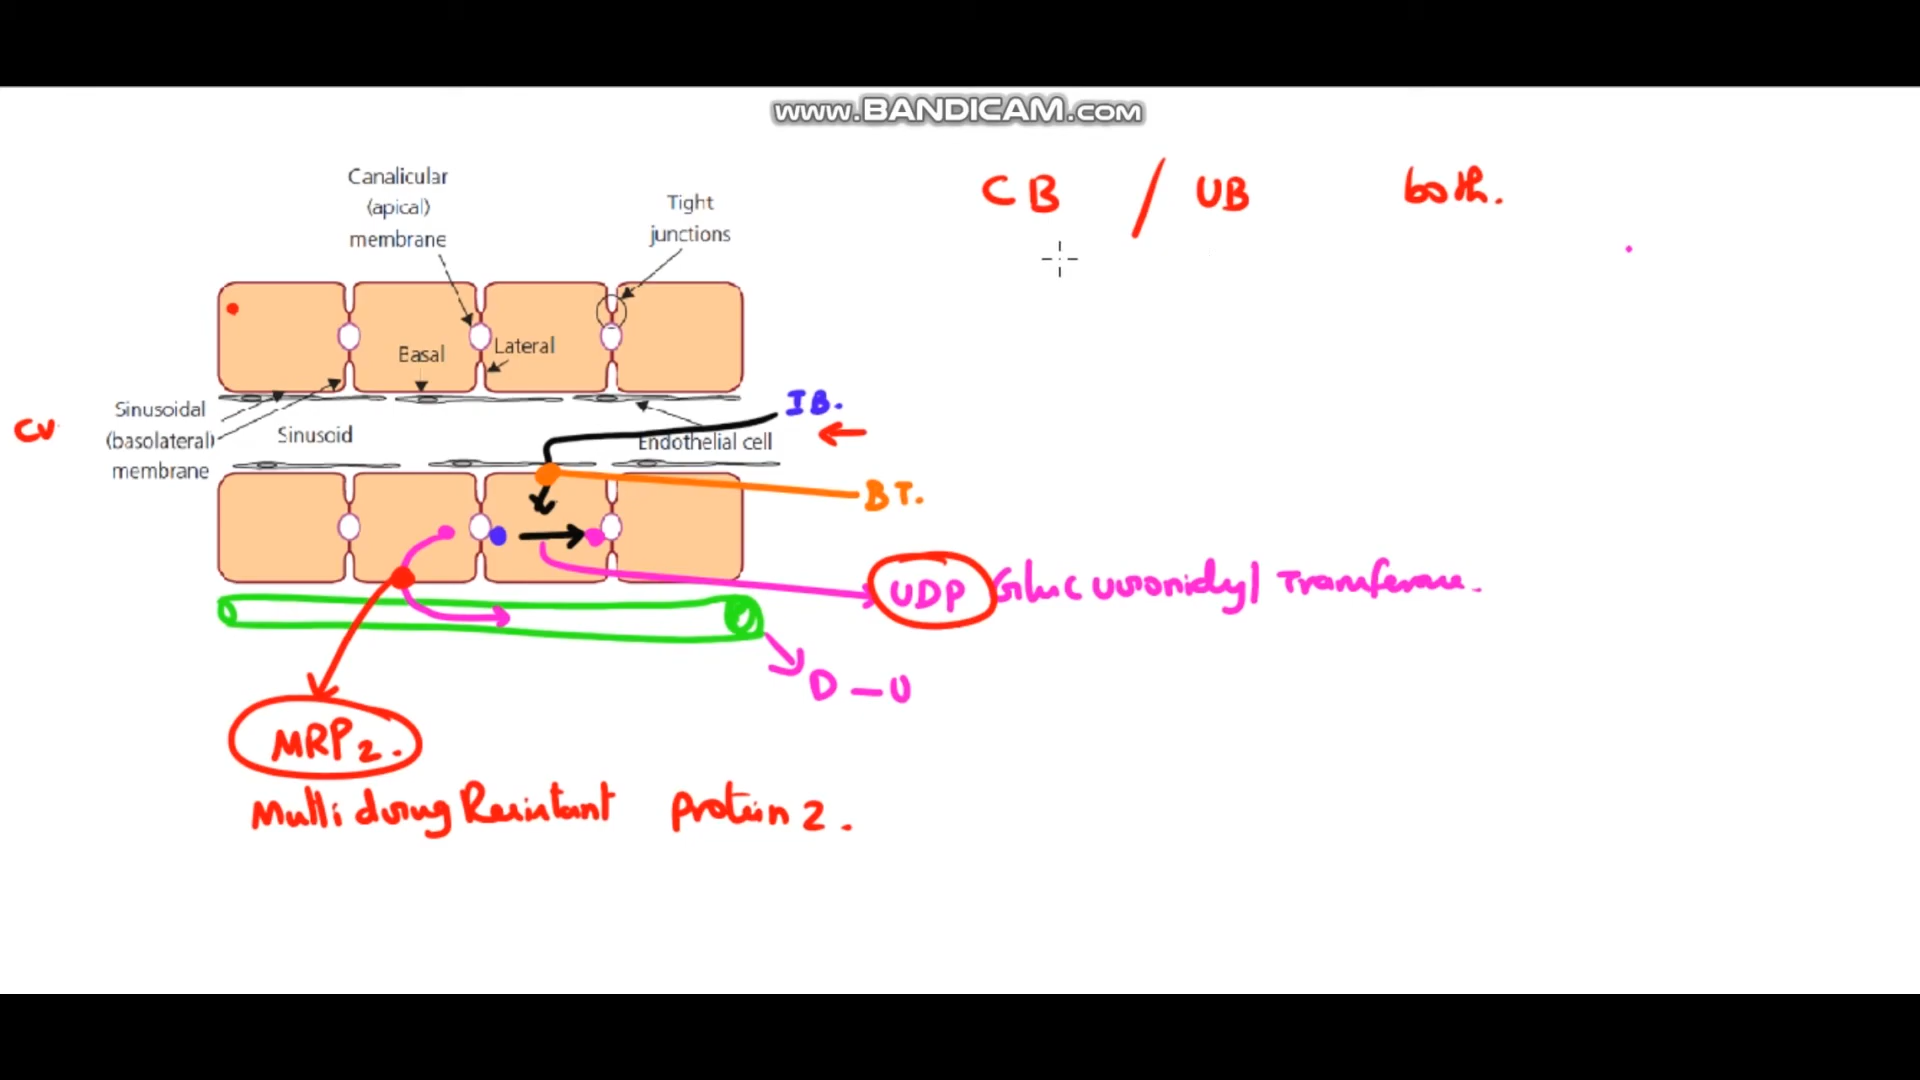 www.BANDICAM.com
Canalicular
(apical)
membrane
Tight
junctions
CB / UB both.
Basal
Lateral
Sinusoidal
(basolateral)
membrane
CV
Sinusoid
IB.
Endothelial cell
BT.
UDP Glucuronidyl Transferase.
D - U
MRP2.
Multi drug Resistant Protein 2.